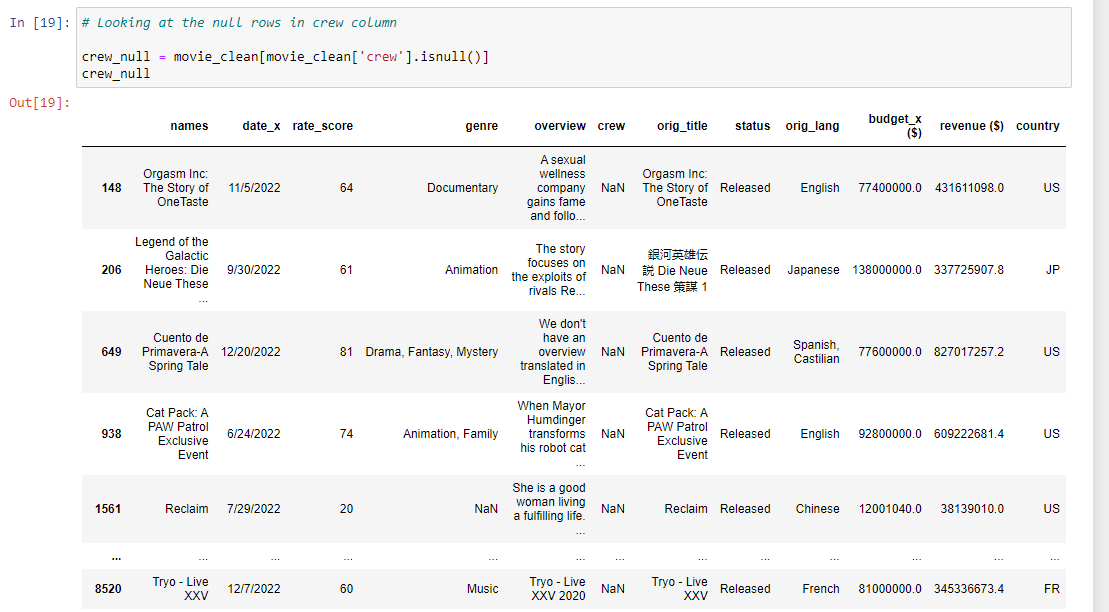 In [19]: # Looking at the null rows in crew column
crew_null = movie_clean[movie_clean['crew'].isnull()]
crew_null
Out[19]:
names date_x rate_score genre overview crew orig_title status orig_lang budget_x ($) revenue ($) country
148 Orgasm Inc: The Story of OneTaste 11/5/2022 64 Documentary A sexual wellness company gains fame and follo... NaN Orgasm Inc: The Story of OneTaste Released English 77400000.0 431611098.0 US
206 Legend of the Galactic Heroes: Die Neue These ... 9/30/2022 61 Animation The story focuses on the exploits of rivals Re... NaN 銀河英雄伝説 Die Neue These 策謀 1 Released Japanese 138000000.0 337725907.8 JP
649 Cuento de Primavera-A Spring Tale 12/20/2022 81 Drama, Fantasy, Mystery We don't have an overview translated in Englis... NaN Cuento de Primavera-A Spring Tale Released Spanish, Castilian 77600000.0 827017257.2 US
938 Cat Pack: A PAW Patrol Exclusive Event 6/24/2022 74 Animation, Family When Mayor Humdinger transforms his robot cat ... NaN Cat Pack: A PAW Patrol Exclusive Event Released English 92800000.0 609222681.4 US
1561 Reclaim 7/29/2022 20 NaN She is a good woman living a fulfilling life. ... NaN Reclaim Released Chinese 12001040.0 38139010.0 US
... ... ... ... ... ... ... ... ... ... ... ... ...
8520 Tryo - Live XXV 12/7/2022 60 Music Tryo - Live XXV 2020 NaN Tryo - Live XXV Released French 81000000.0 345336673.4 FR